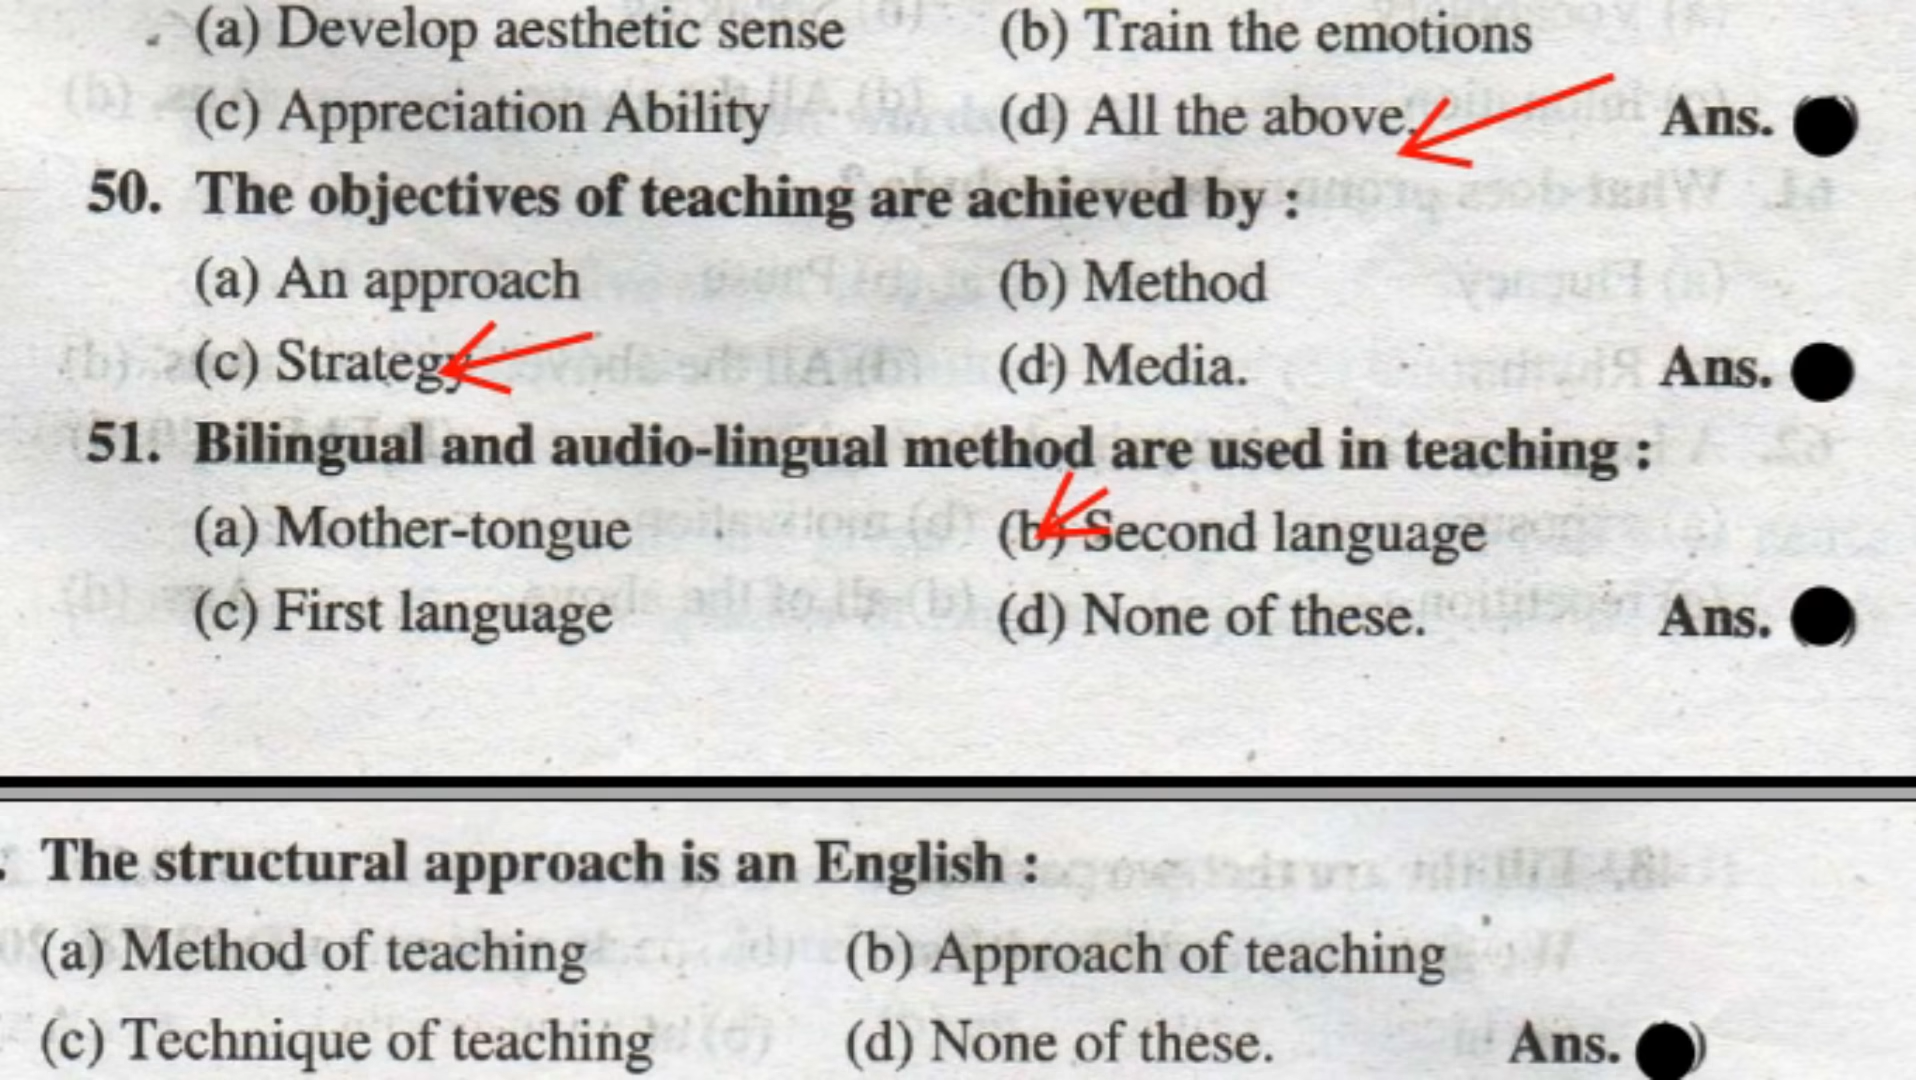 (a) Develop aesthetic sense (b) Train the emotions
(c) Appreciation Ability (d) All the above. Ans.
50. The objectives of teaching are achieved by :
(a) An approach (b) Method
(c) Strategy (d) Media. Ans.
51. Bilingual and audio-lingual method are used in teaching :
(a) Mother-tongue (b) Second language
(c) First language (d) None of these. Ans.
. The structural approach is an English :
(a) Method of teaching (b) Approach of teaching
(c) Technique of teaching (d) None of these. Ans. )